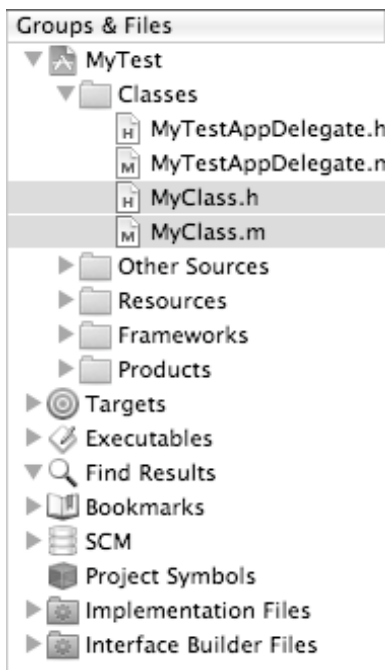 Groups & Files
MyTest
Classes
H MyTestAppDelegate.h
M MyTestAppDelegate.m
H MyClass.h
M MyClass.m
Other Sources
Resources
Frameworks
Products
Targets
Executables
Find Results
Bookmarks
SCM
Project Symbols
Implementation Files
Interface Builder Files